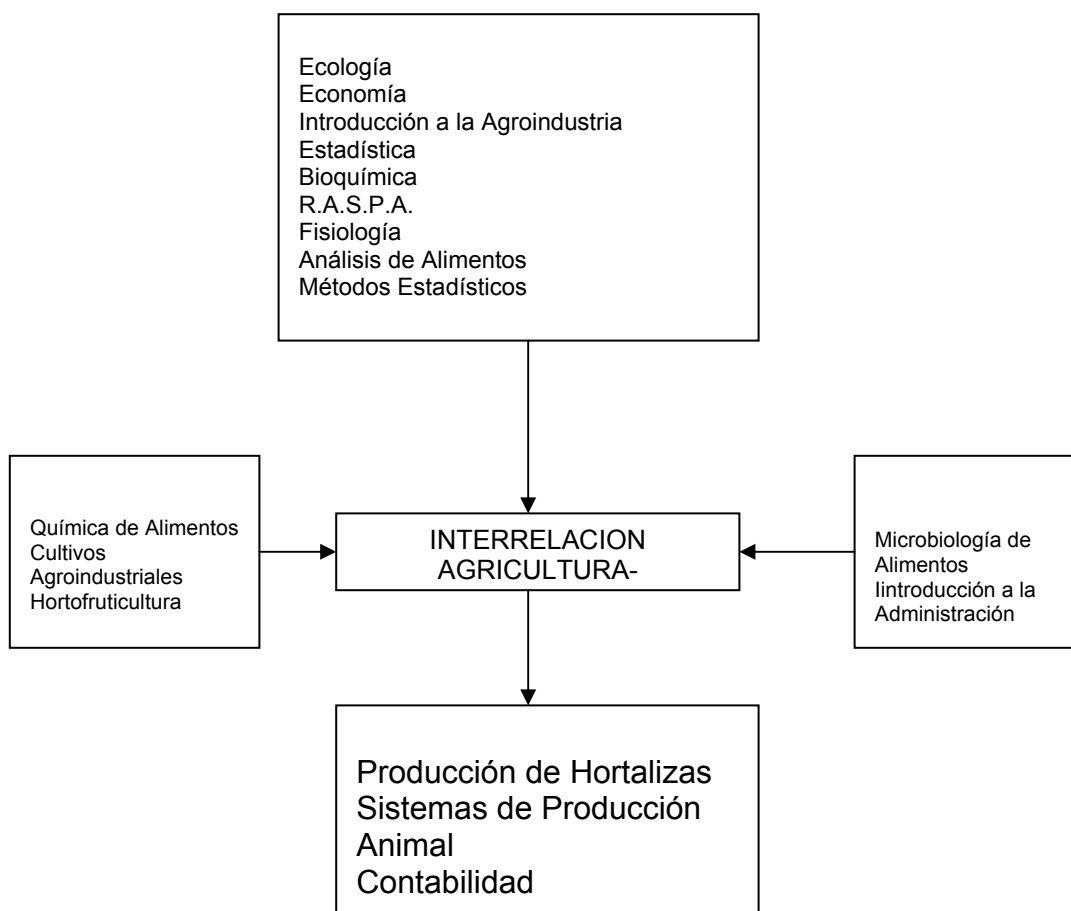 Ecología
Economía
Introducción a la Agroindustria
Estadística
Bioquímica
R.A.S.P.A.
Fisiología
Análisis de Alimentos
Métodos Estadísticos
Química de Alimentos
Cultivos
Agroindustriales
Hortofruticultura
INTERRELACION
AGRICULTURA-
Microbiología de
Alimentos
Iintroducción a la
Administración
Producción de Hortalizas
Sistemas de Producción
Animal
Contabilidad